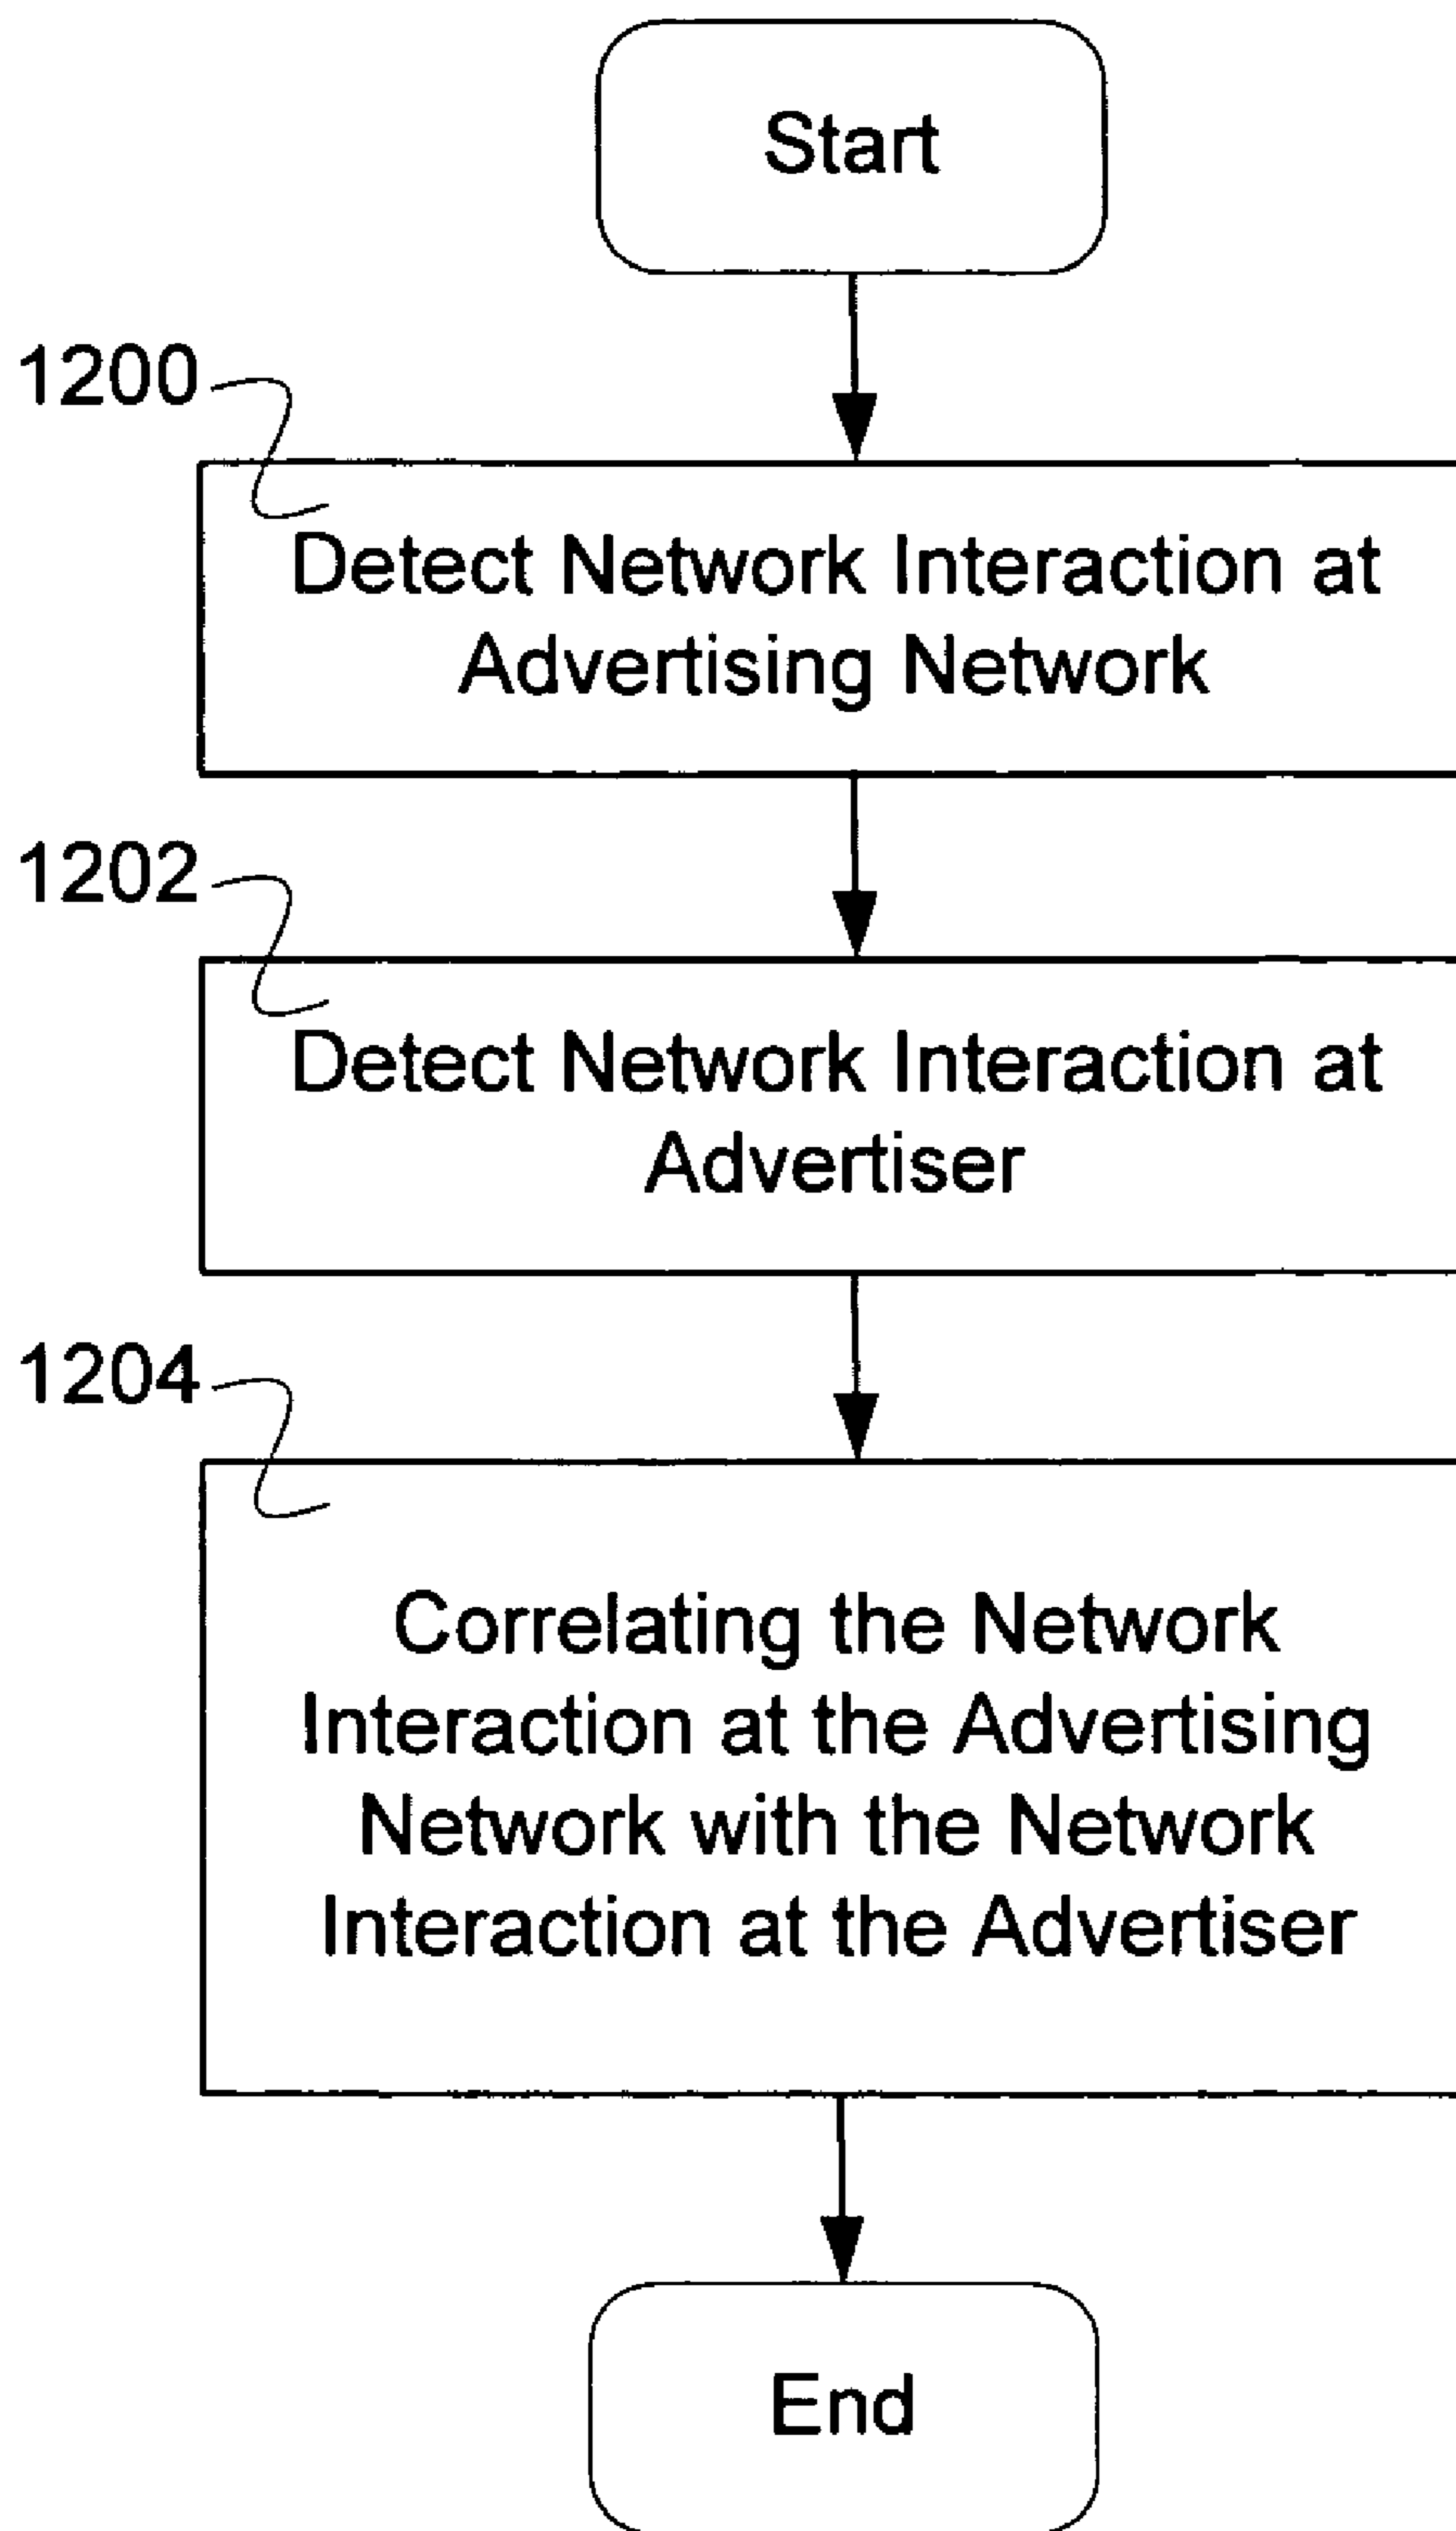 Start
1200
Detect Network Interaction at
Advertising Network
1202
Detect Network Interaction at
Advertiser
1204
Correlating the Network
Interaction at the Advertising
Network with the Network
Interaction at the Advertiser
End